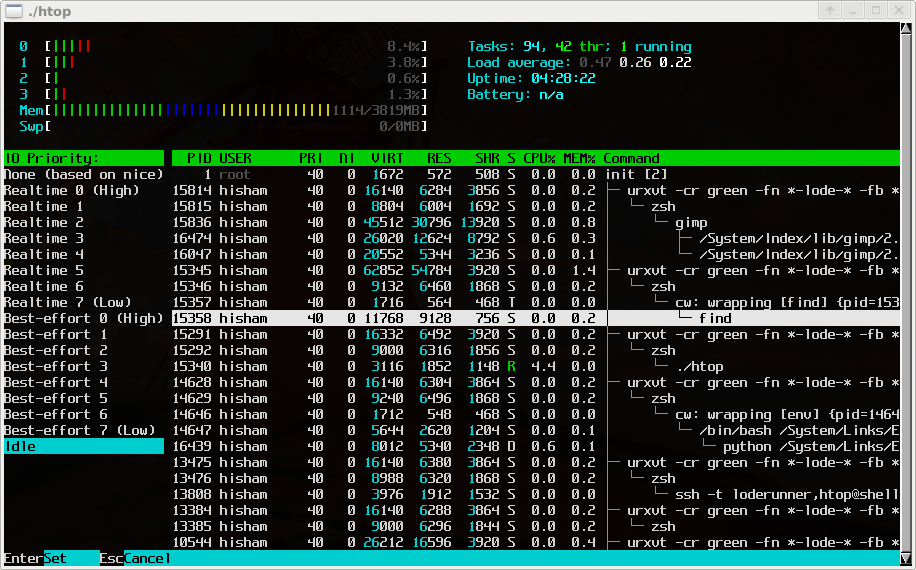 ./htop
0 [||||| 8.4%] Tasks: 94, 42 thr; 1 running
1 [||| 3.8%] Load average: 0.47 0.26 0.22
2 [| 0.6%] Uptime: 04:28:22
3 [|| 1.3%] Battery: n/a
Mem[||||||||||||||||||||||||||||||||||1114/3819MB]
Swp[ 0/0MB]
IO Priority: PID USER PRI NI VIRT RES SHR S CPU% MEM% Command
None (based on nice) 1 root 40 0 1672 572 508 S 0.0 0.0 init [2]
Realtime 0 (High) 15814 hisham 40 0 16140 6284 3856 S 0.0 0.2 ├─ urxvt -cr green -fn *-lode-* -fb *
Realtime 1 15815 hisham 40 0 8804 6004 1692 S 0.0 0.2 │ └─ zsh
Realtime 2 15836 hisham 40 0 45512 30796 13920 S 0.0 0.8 │ └─ gimp
Realtime 3 16474 hisham 40 0 26020 12624 8792 S 0.6 0.3 │ ├─ /System/Index/lib/gimp/2.
Realtime 4 16047 hisham 40 0 20552 5344 3236 S 0.0 0.1 │ └─ /System/Index/lib/gimp/2.
Realtime 5 15345 hisham 40 0 62852 54784 3920 S 0.0 1.4 ├─ urxvt -cr green -fn *-lode-* -fb *
Realtime 6 15346 hisham 40 0 9132 6460 1868 S 0.0 0.2 │ └─ zsh
Realtime 7 (Low) 15357 hisham 40 0 1716 564 468 T 0.0 0.0 │ └─ cw: wrapping [find] {pid=153
Best-effort 0 (High) 15358 hisham 40 0 11768 9128 756 S 0.0 0.2 │ └─ find
Best-effort 1 15291 hisham 40 0 16332 6492 3920 S 0.0 0.2 ├─ urxvt -cr green -fn *-lode-* -fb *
Best-effort 2 15292 hisham 40 0 9000 6316 1856 S 0.0 0.2 │ └─ zsh
Best-effort 3 15340 hisham 40 0 3116 1852 1148 R 4.4 0.0 │ └─ ./htop
Best-effort 4 14628 hisham 40 0 16140 6304 3864 S 0.0 0.2 ├─ urxvt -cr green -fn *-lode-* -fb *
Best-effort 5 14629 hisham 40 0 9240 6496 1868 S 0.0 0.2 │ └─ zsh
Best-effort 6 14646 hisham 40 0 1712 548 468 S 0.0 0.0 │ └─ cw: wrapping [env] {pid=1464
Best-effort 7 (Low) 14647 hisham 40 0 5644 2620 1204 S 0.0 0.1 │ └─ /bin/bash /System/Links/E
Idle 16439 hisham 40 0 8012 5340 2348 D 0.6 0.1 │ └─ python /System/Links/E
13475 hisham 40 0 16140 6380 3864 S 0.0 0.2 ├─ urxvt -cr green -fn *-lode-* -fb *
13476 hisham 40 0 8988 6320 1868 S 0.0 0.2 │ └─ zsh
13808 hisham 40 0 3976 1912 1532 S 0.0 0.0 │ └─ ssh -t loderunner,htop@shell
13384 hisham 40 0 16140 6288 3864 S 0.0 0.2 ├─ urxvt -cr green -fn *-lode-* -fb *
13385 hisham 40 0 9000 6296 1844 S 0.0 0.2 │ └─ zsh
10544 hisham 40 0 26212 16596 3920 S 0.0 0.4 ├─ urxvt -cr green -fn *-lode-* -fb *
EnterSet EscCancel